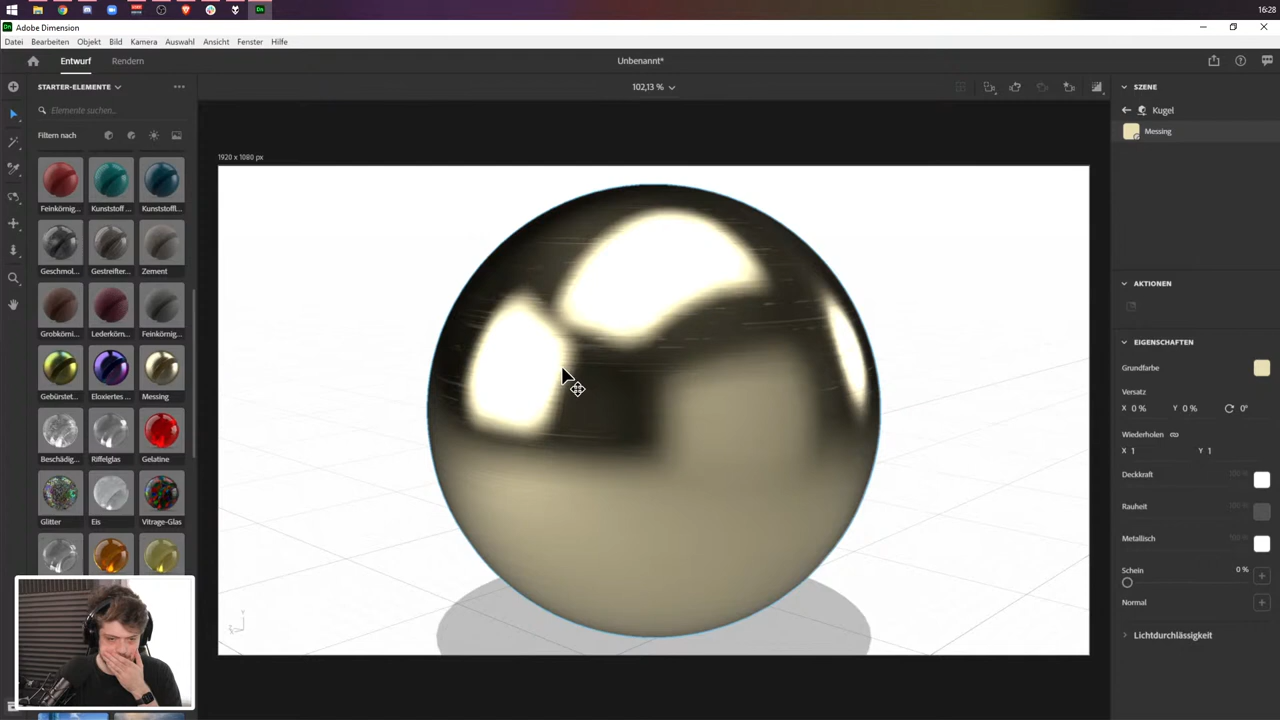 16:28
Adobe Dimension
Datei Bearbeiten Objekt Bild Kamera Auswahl Ansicht Fenster Hilfe
Entwurf Rendern Unbenannt*
STARTER-ELEMENTE
102,13 %
SZENE
Elemente suchen...
Kugel
Filtern nach
Messing
1920 x 1080 px
Feinkörnig... Kunststoff ... Kunststoffl...
Geschmol... Gestreifter... Zement
AKTIONEN
Grobkörni... Lederkörn... Feinkörnig...
EIGENSCHAFTEN
Grundfarbe
Gebürstet... Eloxiertes ... Messing
Versatz
X 0 % Y 0 % 0°
Wiederholen
X 1 Y 1
Beschädig... Riffelglas Gelatine
Deckkraft 100 %
Rauheit 100 %
Glitter Eis Vitrage-Glas
Metallisch 100 %
Schein 0 %
Normal
Lichtdurchlässigkeit